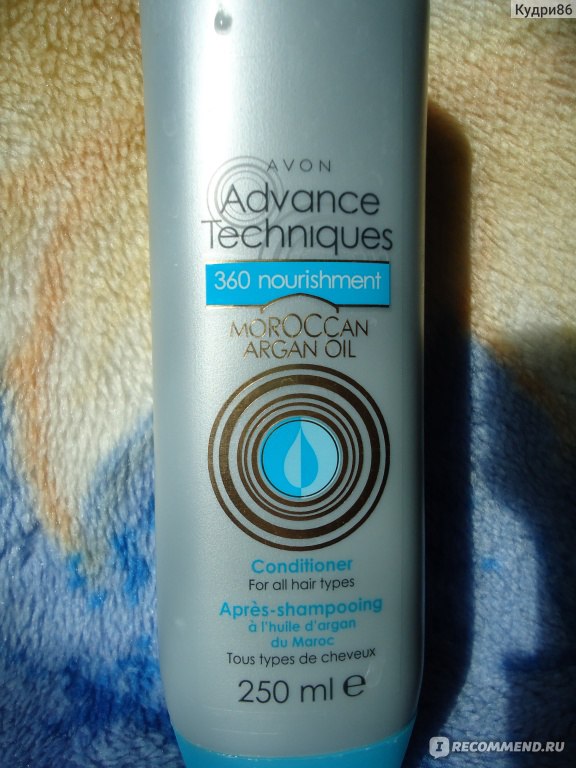 Кудри86
AVON
Advance
Techniques
360 nourishment
MOROCCAN
ARGAN OIL
Conditioner
For all hair types
Après-shampooing
à l'huile d'argan
du Maroc
Tous types de cheveux
250 ml e
IRECOMMEND.RU